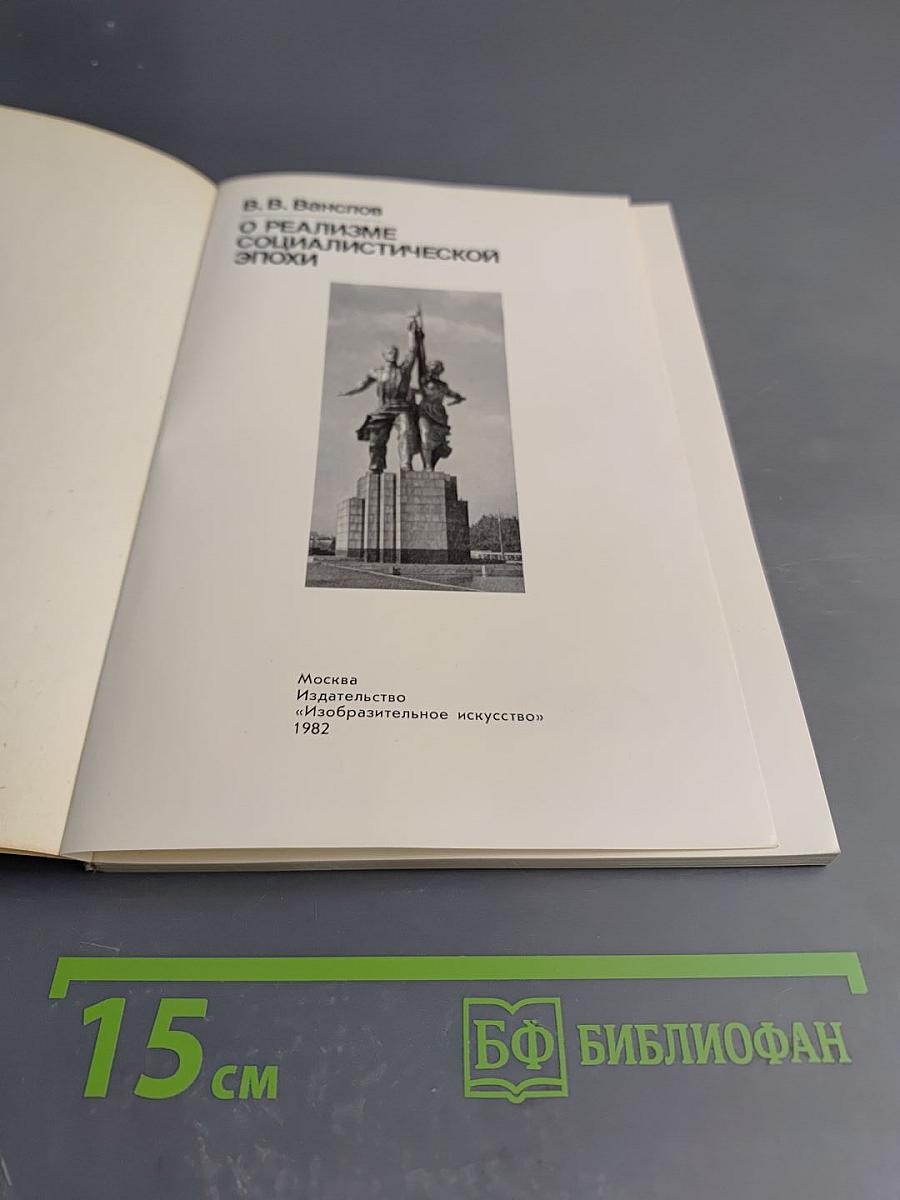 В. В. Ванслов
О РЕАЛИЗМЕ
СОЦИАЛИСТИЧЕСКОЙ
ЭПОХИ
Москва
Издательство
«Изобразительное искусство»
1982
15 см
БФ БИБЛИОФАН